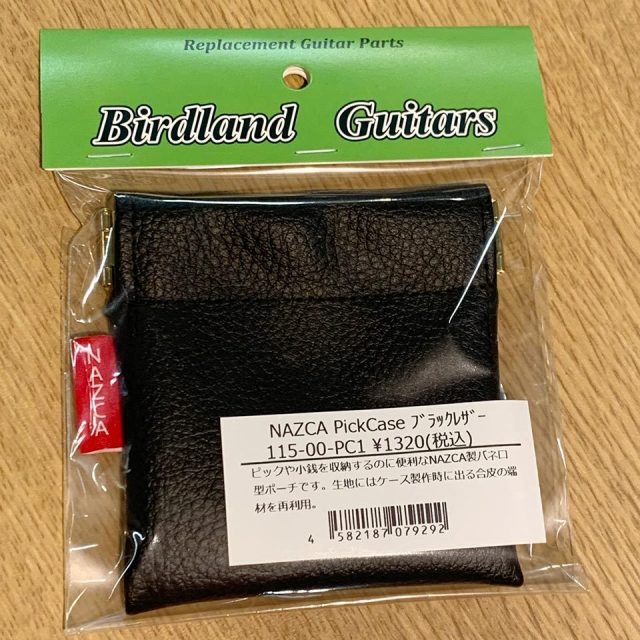 Replacement Guitar Parts
Birdland Guitars
NAZCA
NAZCA PickCase ﾌﾞﾗｯｸﾚｻﾞｰ
115-00-PC1 ¥1320(税込)
ピックや小銭を収納するのに便利なNAZCA製バネ口
型ポーチです。生地にはケース製作時に出る合皮の端
材を再利用。
4 582187 079292